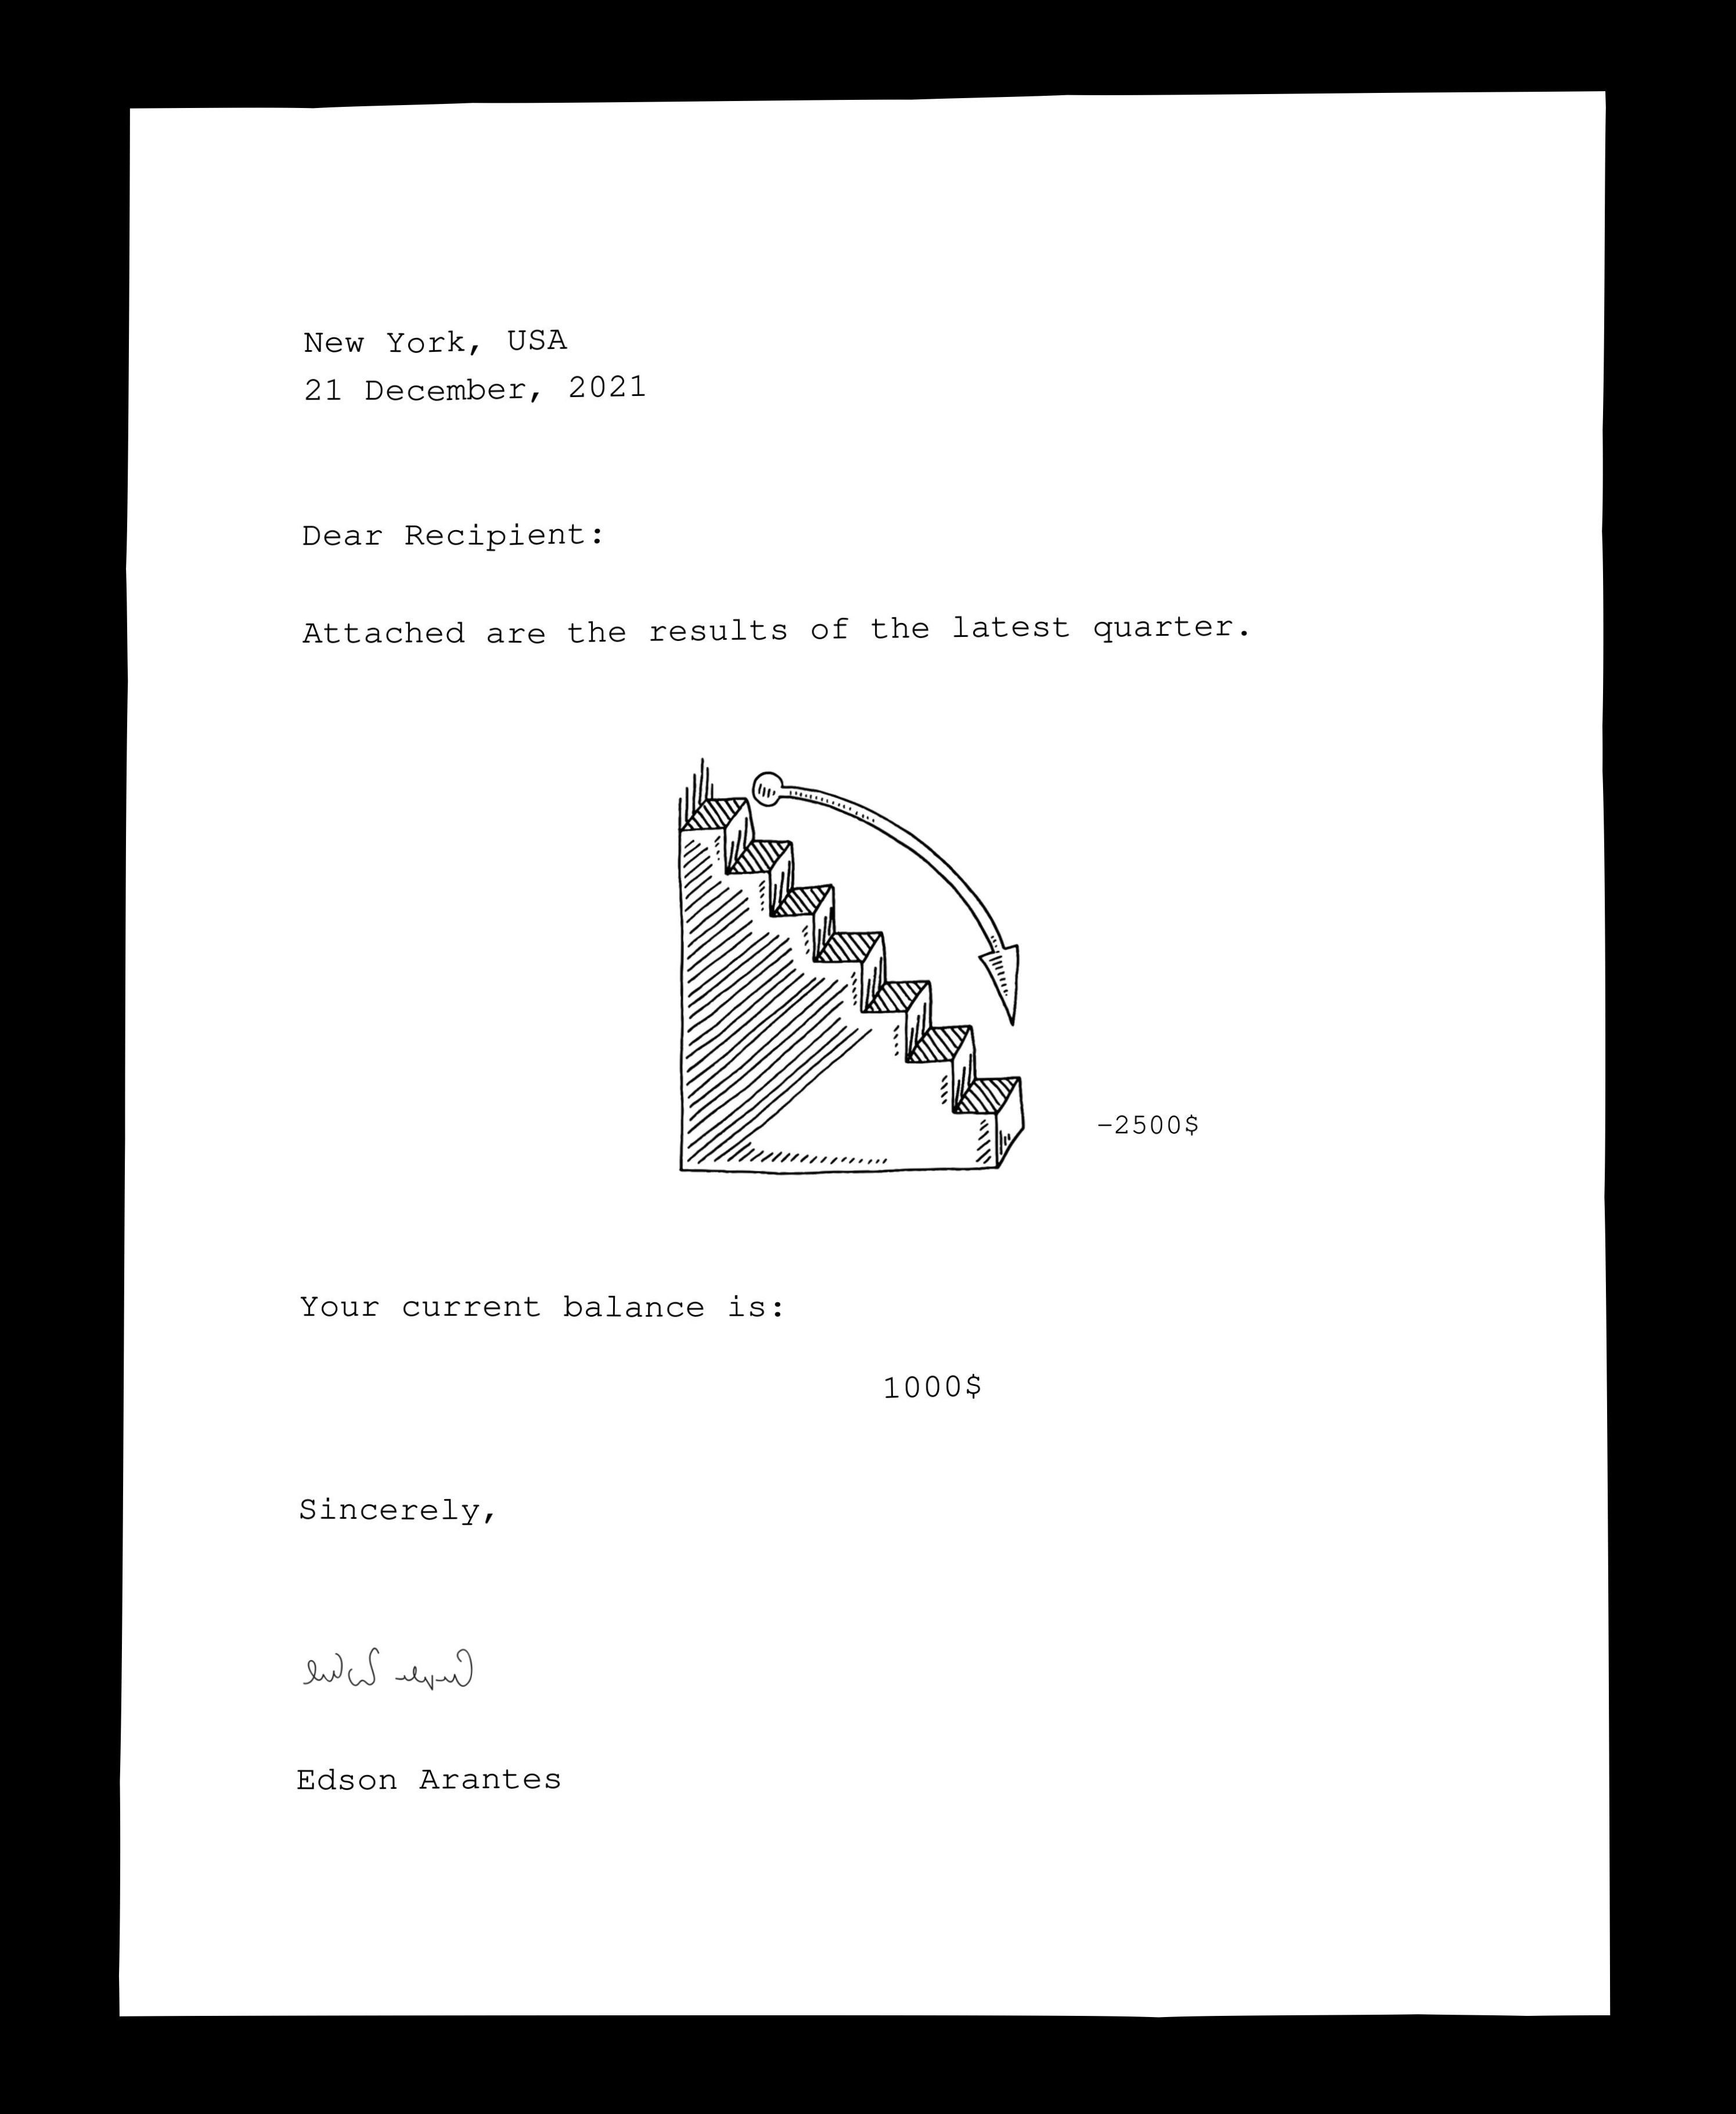 New York, USA
21 December, 2021
Dear Recipient:
Attached are the results of the latest quarter.
-2500$
Your current balance is:
1000$
Sincerely,
Edson Arantes